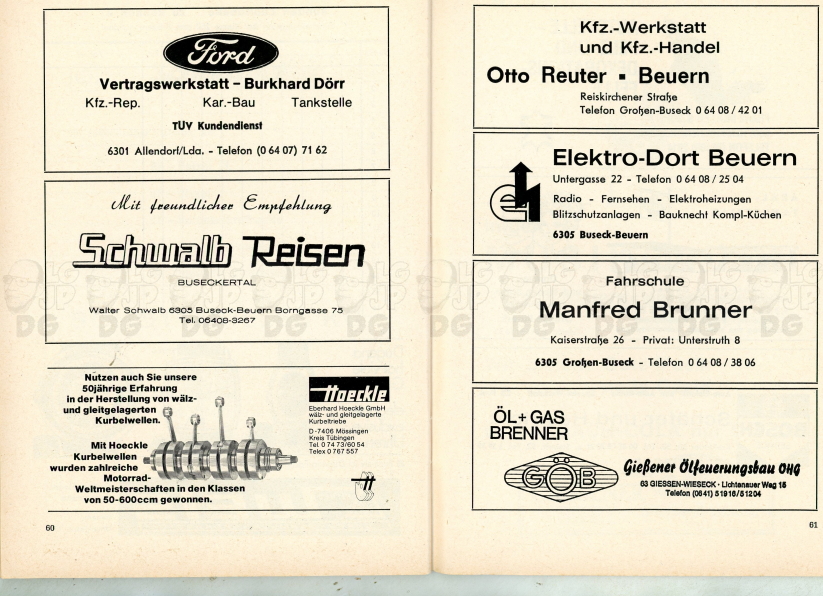 Ford
Vertragswerkstatt – Burkhard Dörr
Kfz.-Rep. Kar.-Bau Tankstelle
TÜV Kundendienst
6301 Allendorf/Lda. – Telefon (0 64 07) 71 62
Mit freundlicher Empfehlung
Schwalb Reisen
BUSECKERTAL
Walter Schwalb 6305 Buseck-Beuern Borngasse 75
Tel. 06408-3267
Nützen auch Sie unsere
50jährige Erfahrung
in der Herstellung von wälz-
und gleitgelagerten
Kurbelwellen.
Mit Hoeckle
Kurbelwellen
wurden zahlreiche
Motorrad-
Weltmeisterschaften in den Klassen
von 50-600ccm gewonnen.
Hoeckle
Eberhard Hoeckle GmbH
wälz- und gleitgelagerte
Kurbeltriebe
D-7406 Mössingen
Kreis Tübingen
Tel. 0 74 73/60 54
Telex 0 767 557
60
Kfz.-Werkstatt
und Kfz.-Handel
Otto Reuter ▪ Beuern
Reiskirchener Straße
Telefon Großen-Buseck 0 64 08 / 42 01
Elektro-Dort Beuern
Untergasse 22 – Telefon 0 64 08 / 25 04
Radio – Fernsehen – Elektroheizungen
Blitzschutzanlagen – Bauknecht Kompl-Küchen
6305 Buseck-Beuern
Fahrschule
Manfred Brunner
Kaiserstraße 26 – Privat: Unterstruth 8
6305 Großen-Buseck – Telefon 0 64 08 / 38 06
ÖL + GAS
BRENNER
GÖB
Gießener Ölfeuerungsbau OHG
63 GIESSEN-WIESECK · Lichtenauer Weg 15
Telefon (0641) 51916/51204
61
LG JP DG